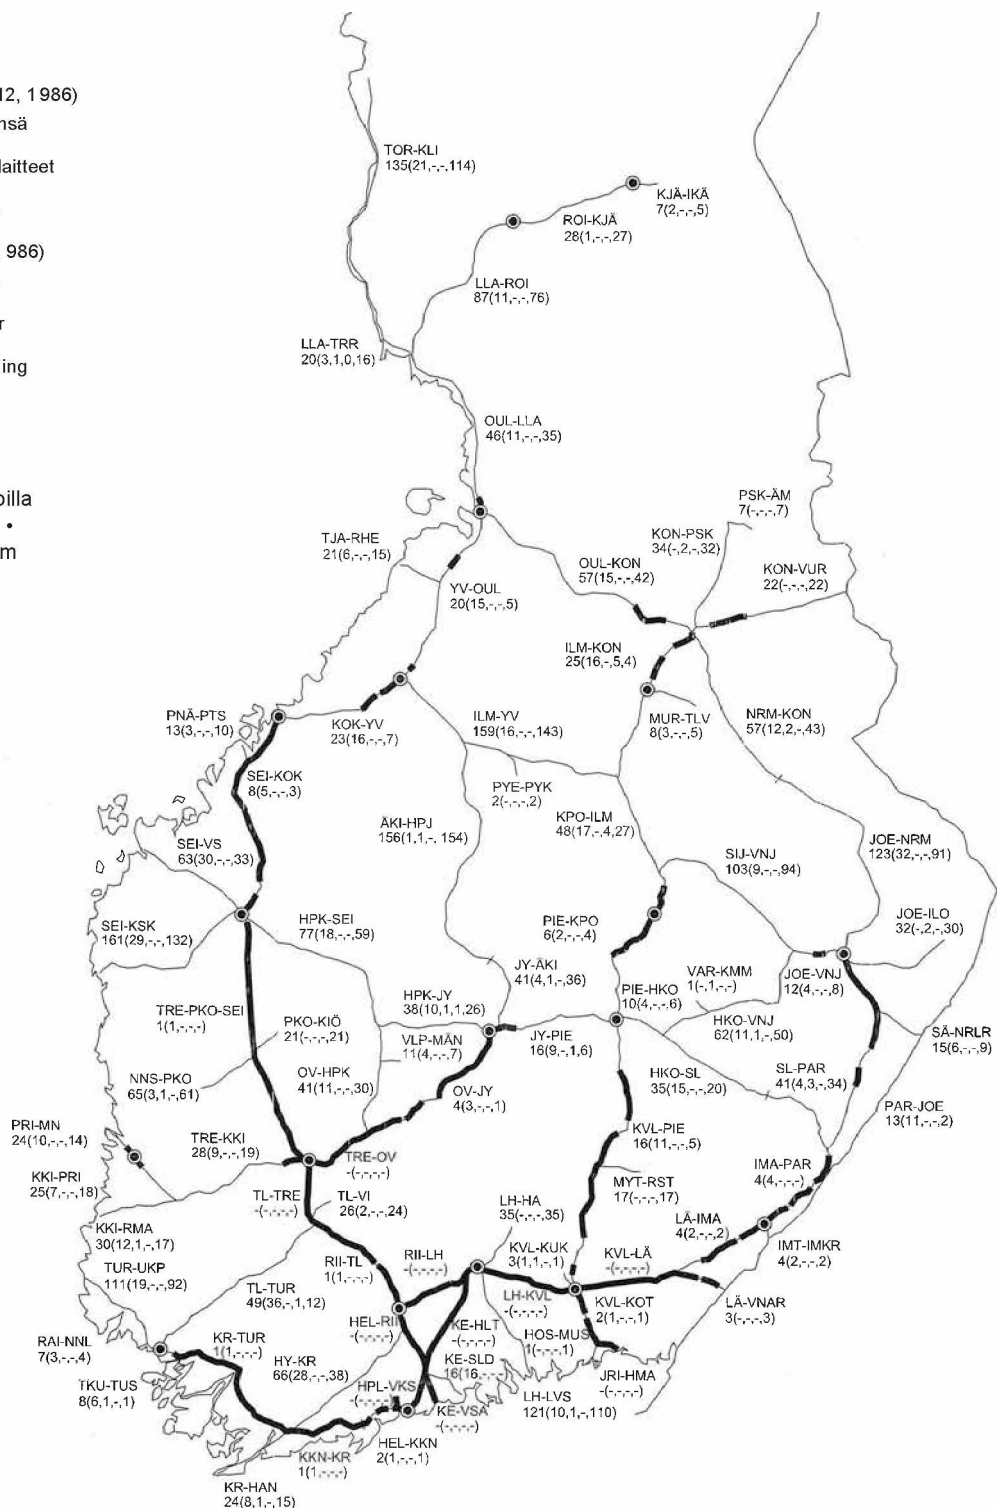 12, 1986)
nsä
laitteet
986)
r
ing
oilla
•
m
TOR-KLI
135(21,-,-,114)
KJÄ-IKÄ
7(2,-,-,5)
ROI-KJÄ
28(1,-,-,27)
LLA-ROI
87(11,-,-,76)
LLA-TRR
20(3,1,0,16)
OUL-LLA
46(11,-,-,35)
PSK-ÄM
7(-,-,-,7)
KON-PSK
34(-,2,-,32)
TJA-RHE
21(6,-,-,15)
OUL-KON
57(15,-,-,42)
KON-VUR
22(-,-,-,22)
YV-OUL
20(15,-,-,5)
ILM-KON
25(16,-,5,4)
PNÄ-PTS
13(3,-,-,10)
KOK-YV
23(16,-,-,7)
ILM-YV
159(16,-,-,143)
MUR-TLV
8(3,-,-,5)
NRM-KON
57(12,2,-,43)
SEI-KOK
8(5,-,-,3)
PYE-PYK
2(-,-,-,2)
ÄKI-HPJ
156(1,1,-, 154)
KPO-ILM
48(17,-,4,27)
SEI-VS
63(30,-,-,33)
SIJ-VNJ
103(9,-,-,94)
JOE-NRM
123(32,-,-,91)
SEI-KSK
161(29,-,-,132)
HPK-SEI
77(18,-,-,59)
PIE-KPO
6(2,-,-,4)
JOE-ILO
32(-,2,-,30)
JY-ÄKI
41(4,1,-,36)
VAR-KMM
1(-,1,-,-)
JOE-VNJ
12(4,-,-,8)
TRE-PKO-SEI
1(1,-,-,-)
HPK-JY
38(10,1,1,26)
PIE-HKO
10(4,-,-,6)
PKO-KIÖ
21(-,-,-,21)
VLP-MÄN
11(4,-,-,7)
JY-PIE
16(9,-,1,6)
HKO-VNJ
62(11,1,-,50)
SÄ-NRLR
15(6,-,-,9)
NNS-PKO
65(3,1,-,61)
OV-HPK
41(11,-,-,30)
OV-JY
4(3,-,-,1)
HKO-SL
35(15,-,-,20)
SL-PAR
41(4,3,-,34)
PAR-JOE
13(11,-,-,2)
PRI-MN
24(10,-,-,14)
TRE-KKI
28(9,-,-,19)
KVL-PIE
16(11,-,-,5)
TRE-OV
-(-,-,-,-)
IMA-PAR
4(4,-,-,-)
KKI-PRI
25(7,-,-,18)
MYT-RST
17(-,-,-,17)
TL-TRE
-(-,-,-,-)
TL-VI
26(2,-,-,24)
LH-HA
35(-,-,-,35)
LÄ-IMA
4(2,-,-,2)
KKI-RMA
30(12,1,-,17)
KVL-KUK
3(1,1,-,1)
KVL-LÄ
-(-,-,-,-)
IMT-IMKR
4(2,-,-,2)
TUR-UKP
111(19,-,-,92)
RII-TL
1(1,-,-,-)
RII-LH
-(-,-,-,-)
TL-TUR
49(36,-,1,12)
LH-KVL
-(-,-,-,-)
KVL-KOT
2(1,-,-,1)
LÄ-VNAR
3(-,-,-,3)
HEL-RII
-(-,-,-,-)
KE-HLT
-(-,-,-,-)
HOS-MUS
1(-,-,-,1)
RAI-NNL
7(3,-,-,4)
KR-TUR
1(1,-,-,-)
HY-KR
66(28,-,-,38)
KE-SLD
16(16,-,-,-
JRI-HMA
-(-,-,-,-)
TKU-TUS
8(6,1,-,1)
HPL-VKS
-(-,-,-,-)
LH-LVS
121(10,1,-,110)
KE-VSA
-(-,-,-,-)
HEL-KKN
2(1,-,-,1)
KKN-KR
1(1,-,-,-)
KR-HAN
24(8,1,-,15)